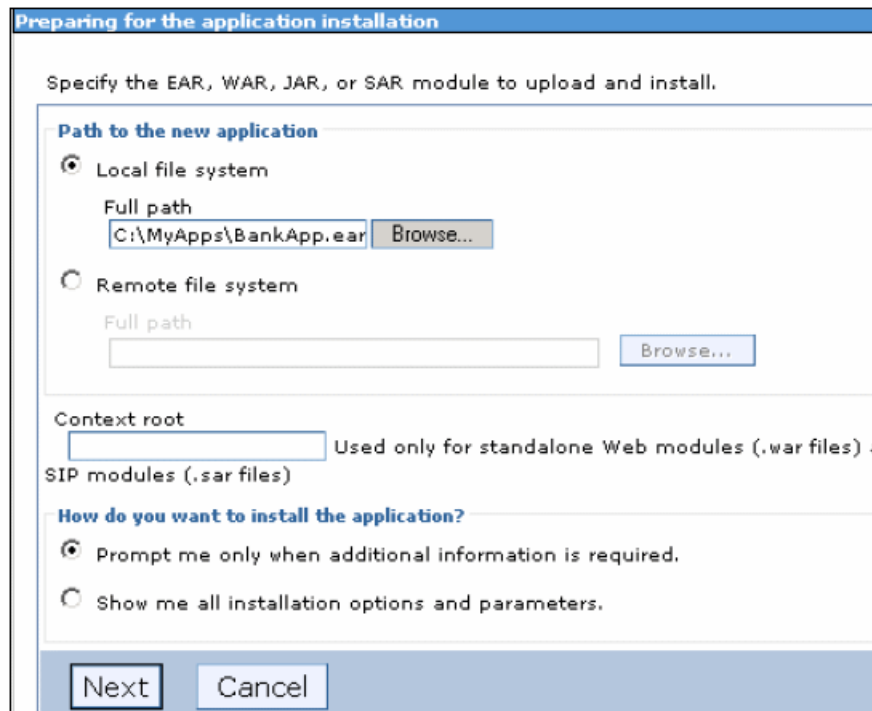 Preparing for the application installation
Specify the EAR, WAR, JAR, or SAR module to upload and install.
Path to the new application
Local file system
Full path
C:\MyApps\BankApp.ear Browse...
Remote file system
Full path
Browse...
Context root
Used only for standalone Web modules (.war files)
SIP modules (.sar files)
How do you want to install the application?
Prompt me only when additional information is required.
Show me all installation options and parameters.
Next Cancel